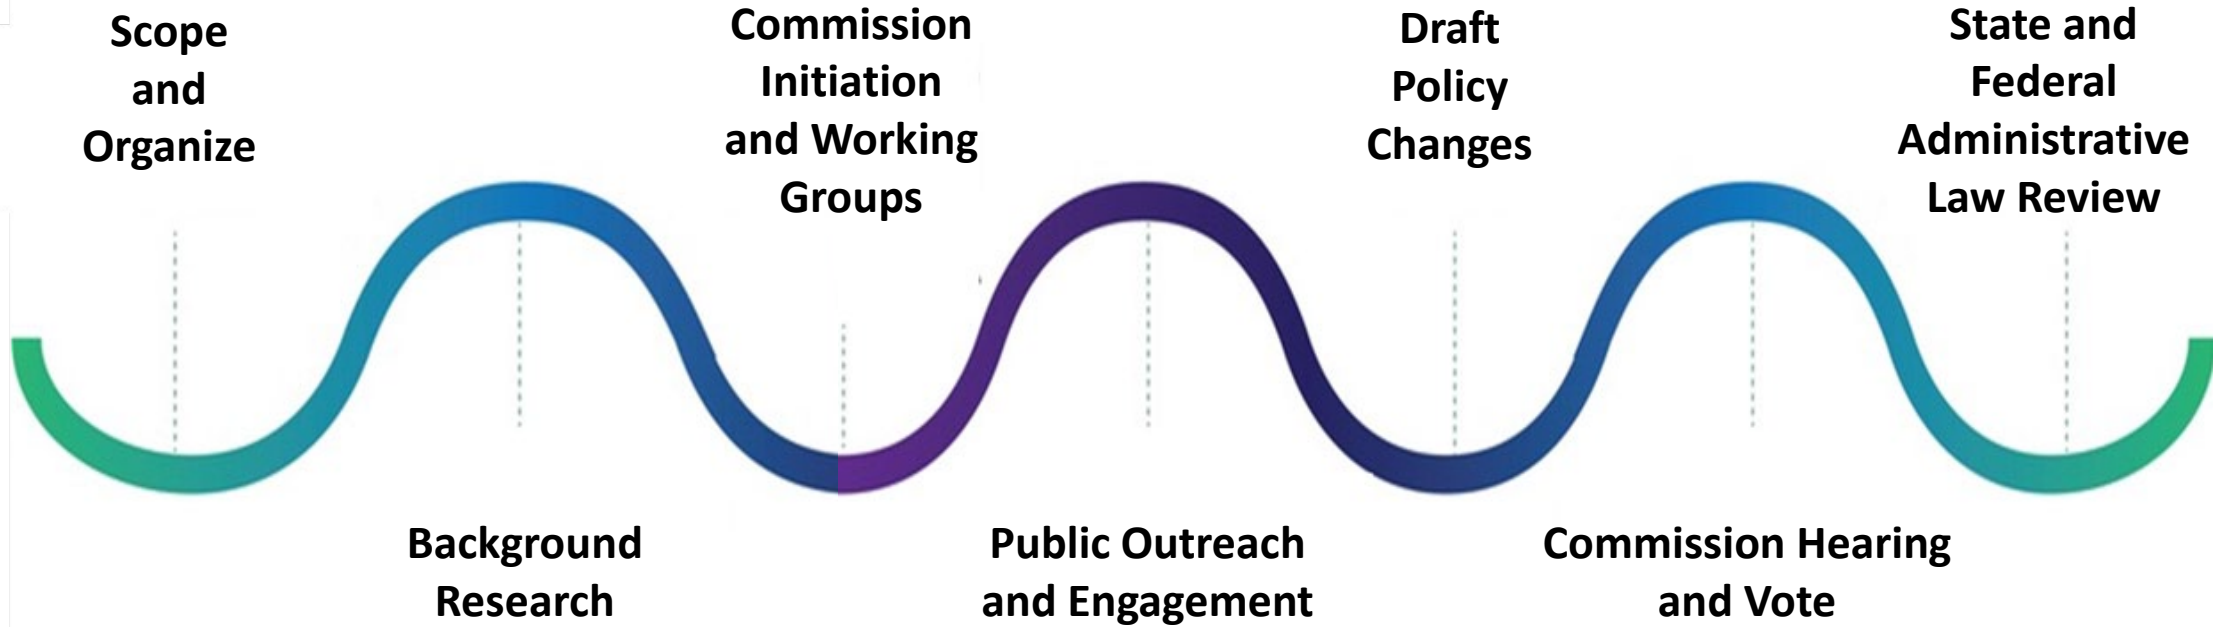 Scope
and
Organize
Background
Research
Commission
Initiation
and Working
Groups
Public Outreach
and Engagement
Draft
Policy
Changes
Commission Hearing
and Vote
State and
Federal
Administrative
Law Review